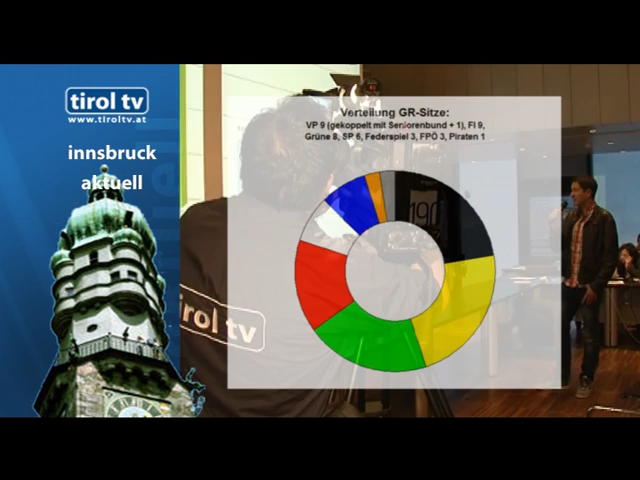 tirol tv
www.tiroltv.at
innsbruck
aktuell
Verteilung GR-Sitze:
VP 9 (gekoppelt mit Seniorenbund + 1), FI 9,
Grüne 8, SP 6, Federspiel 3, FPÖ 3, Piraten 1
190
tirol tv